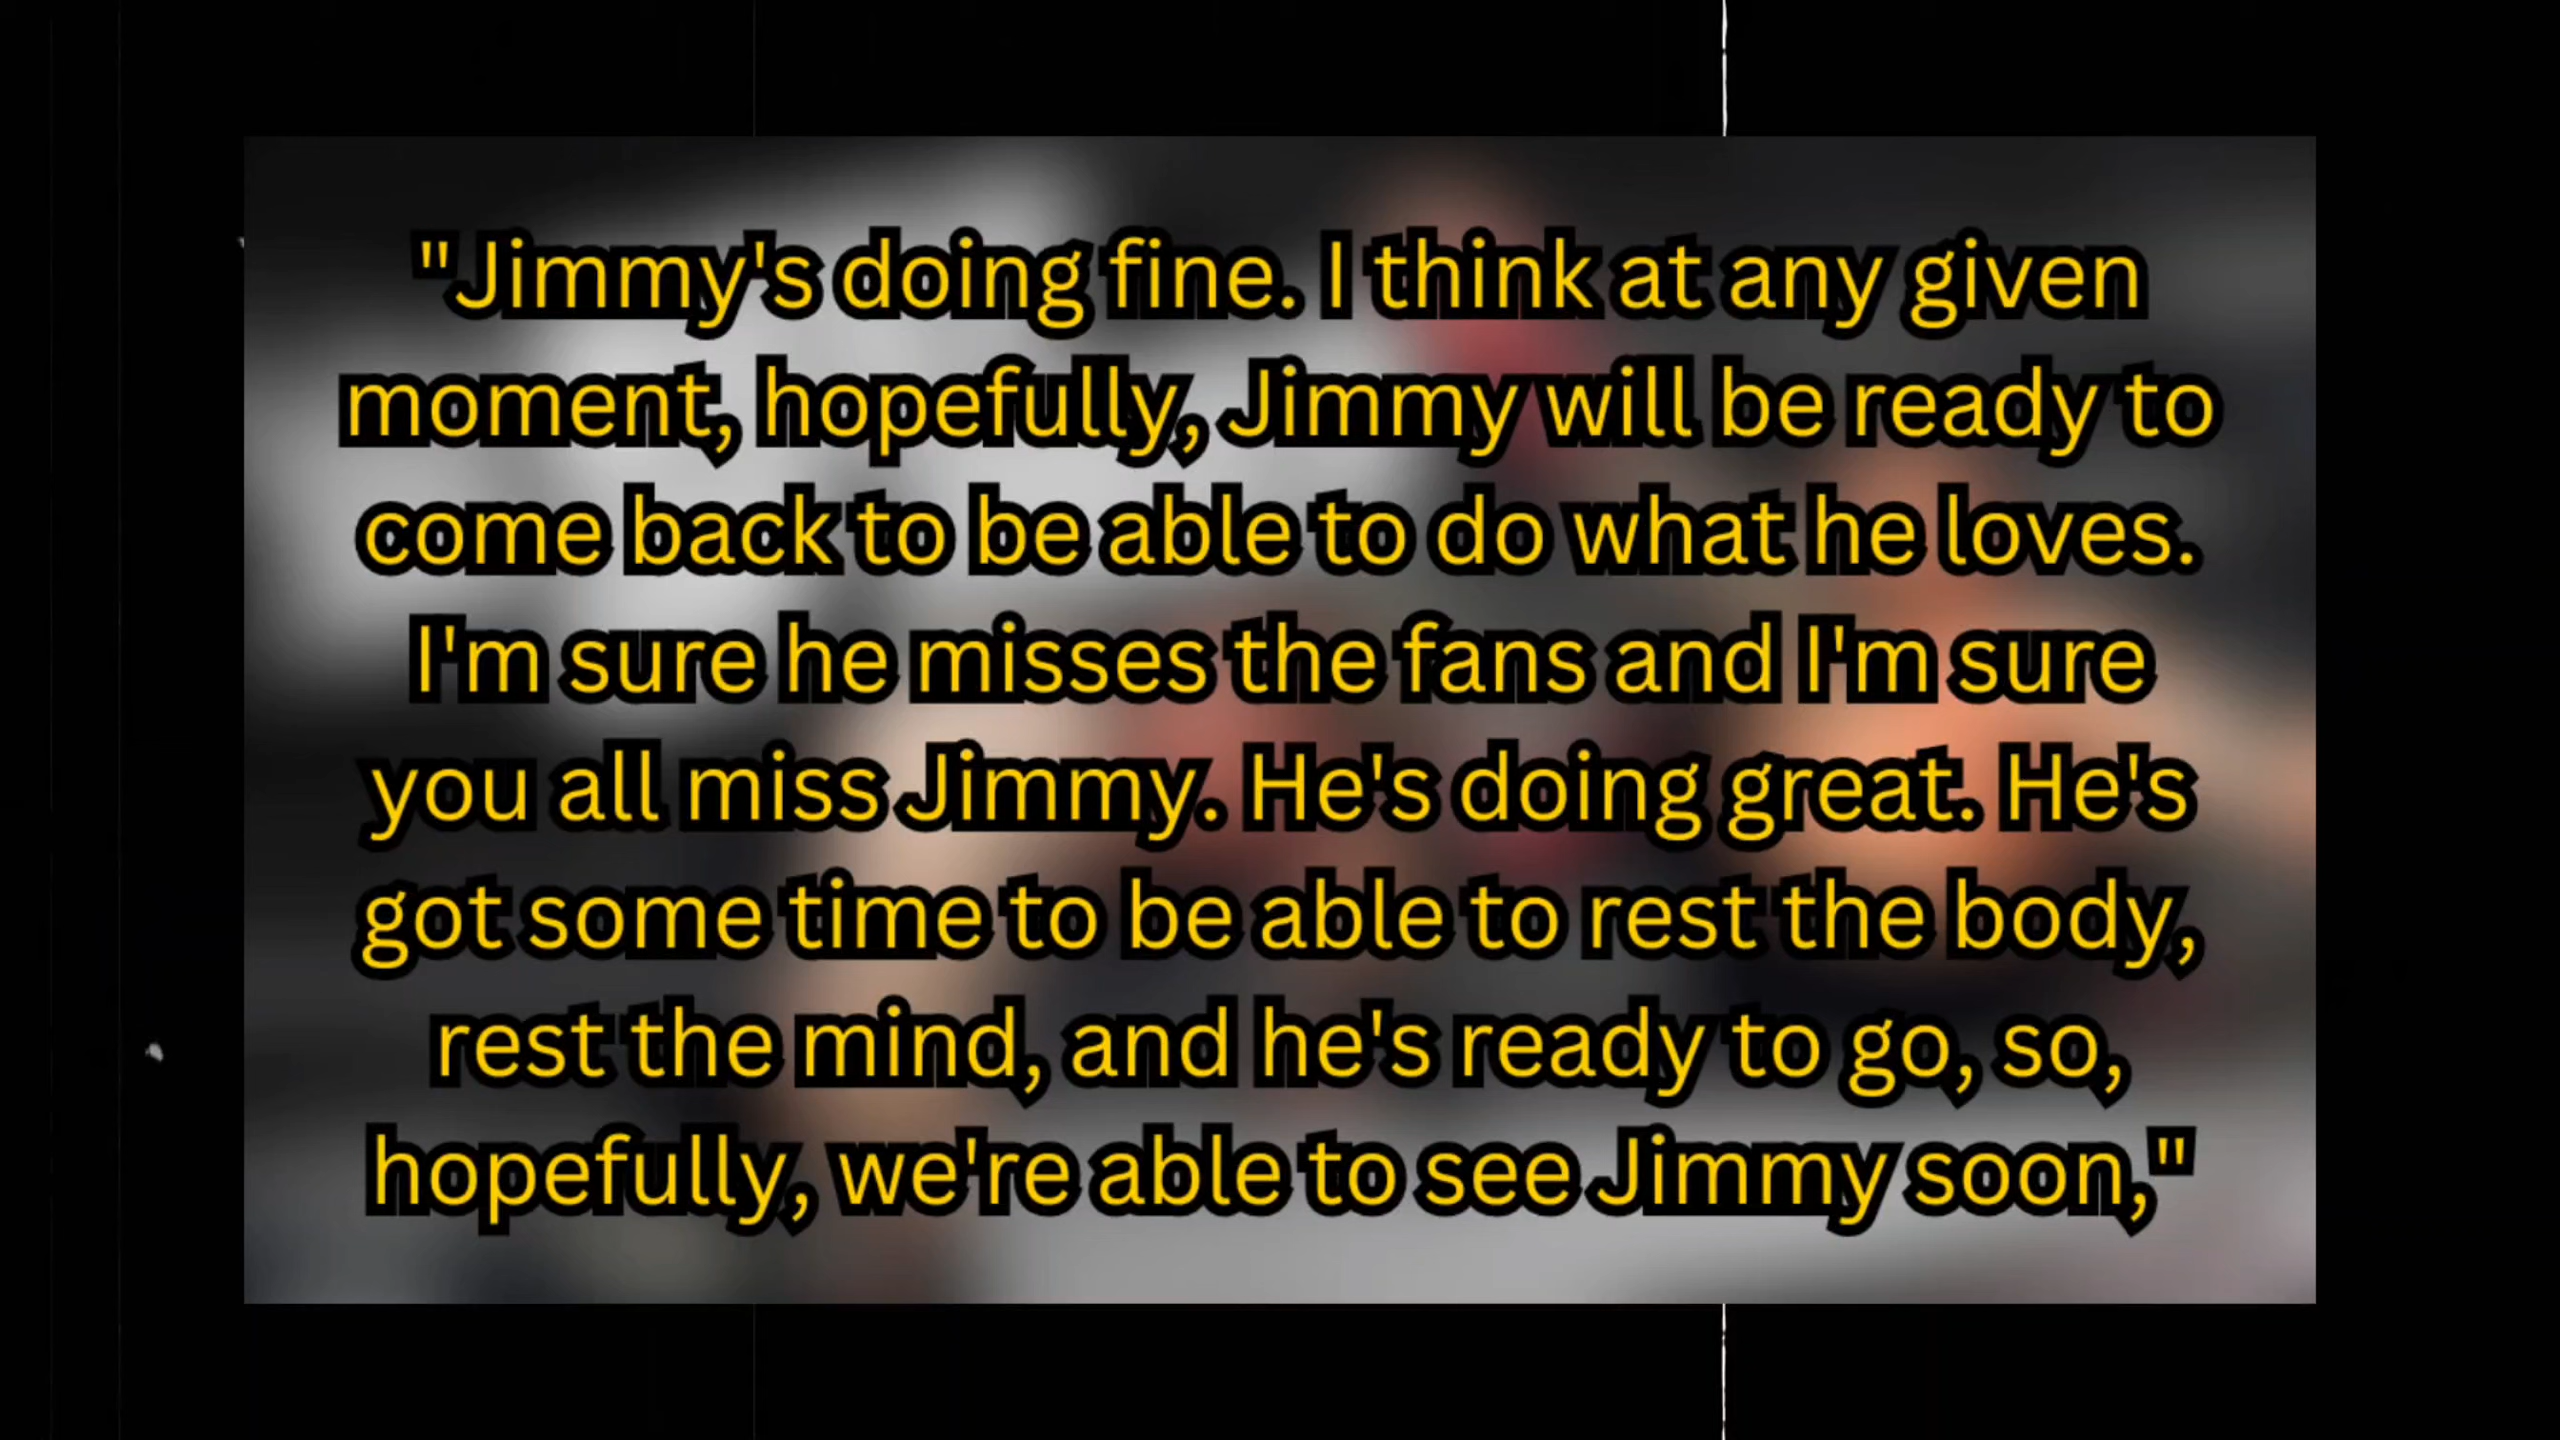 "Jimmy's doing fine. I think at any given
moment, hopefully, Jimmy will be ready to
come back to be able to do what he loves.
I'm sure he misses the fans and I'm sure
you all miss Jimmy. He's doing great. He's
got some time to be able to rest the body,
rest the mind, and he's ready to go, so,
hopefully, we're able to see Jimmy soon,"